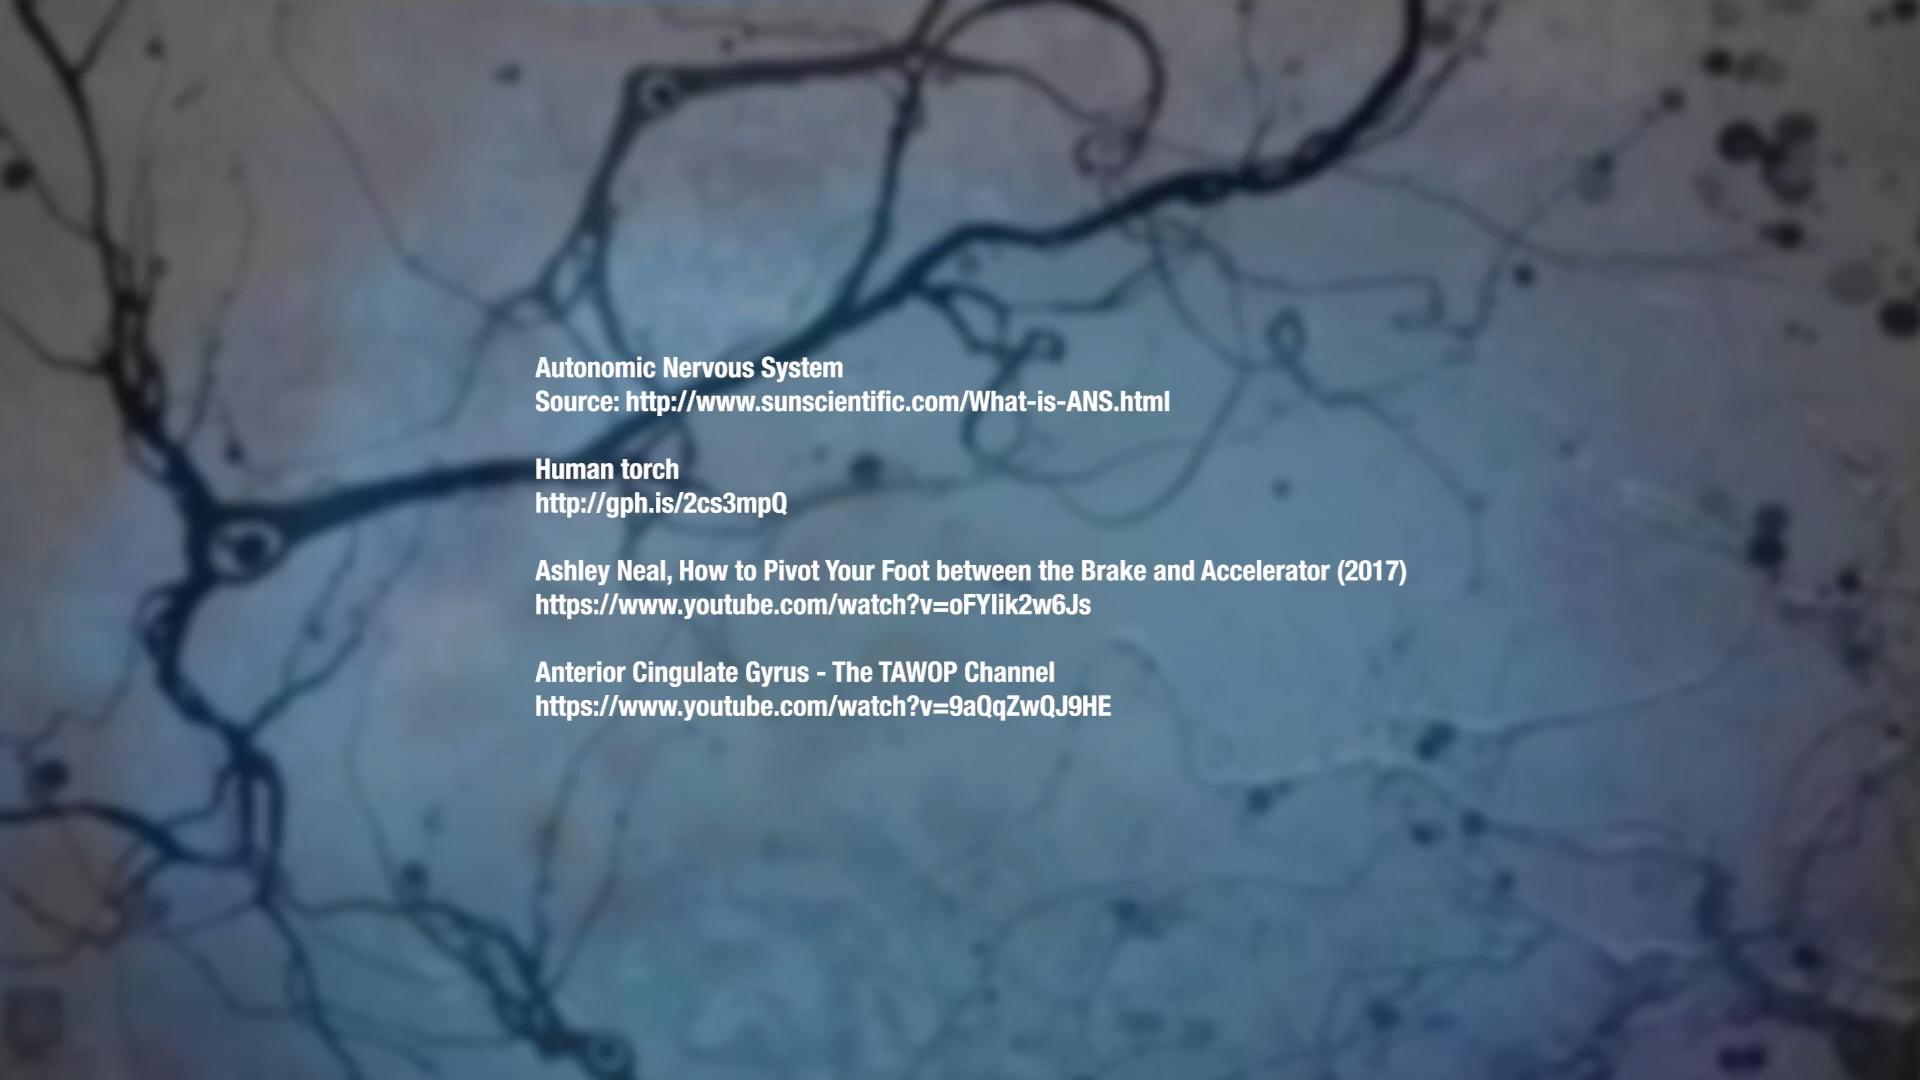 Autonomic Nervous System
Source: http://www.sunscientific.com/What-is-ANS.html
Human torch
http://gph.is/2cs3mpQ
Ashley Neal, How to Pivot Your Foot between the Brake and Accelerator (2017)
https://www.youtube.com/watch?v=oFYlik2w6Js
Anterior Cingulate Gyrus - The TAWOP Channel
https://www.youtube.com/watch?v=9aQqZwQJ9HE